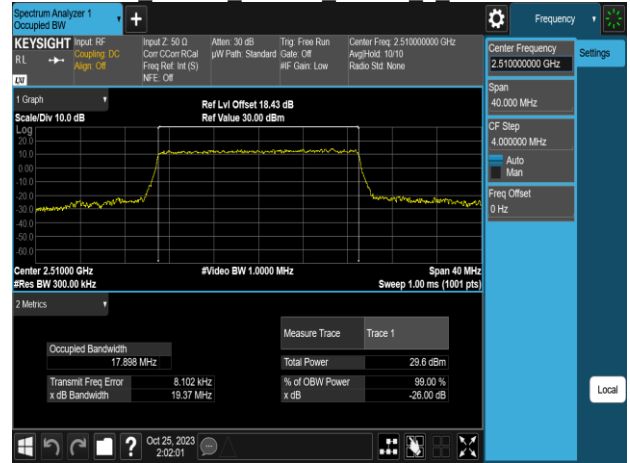 Spectrum Analyzer 1
Occupied BW
Frequency
KEYSIGHT
RL
LXI
Input: RF
Coupling: DC
Align: Off
Input Z: 50 Ω
Corr CCorr RCal
Freq Ref: Int (S)
NFE: Off
Atten: 30 dB
µW Path: Standard
Trig: Free Run
Gate: Off
#IF Gain: Low
Center Freq: 2.510000000 GHz
Avg|Hold: 10/10
Radio Std: None
1 Graph
Scale/Div 10.0 dB
Ref Lvl Offset 18.43 dB
Ref Value 30.00 dBm
Log
20.0
10.0
0.00
-10.0
-20.0
-30.0
-40.0
-50.0
-60.0
Center 2.51000 GHz
#Video BW 1.0000 MHz
Span 40 MHz
#Res BW 300.00 kHz
Sweep 1.00 ms (1001 pts)
2 Metrics
Measure Trace
Trace 1
Occupied Bandwidth
17.898 MHz
Total Power
29.6 dBm
Transmit Freq Error
8.102 kHz
% of OBW Power
99.00 %
x dB Bandwidth
19.37 MHz
x dB
-26.00 dB
Oct 25, 2023
2:02:01
?
Center Frequency
2.510000000 GHz
Settings
Span
40.000 MHz
CF Step
4.000000 MHz
Auto
Man
Freq Offset
0 Hz
Local